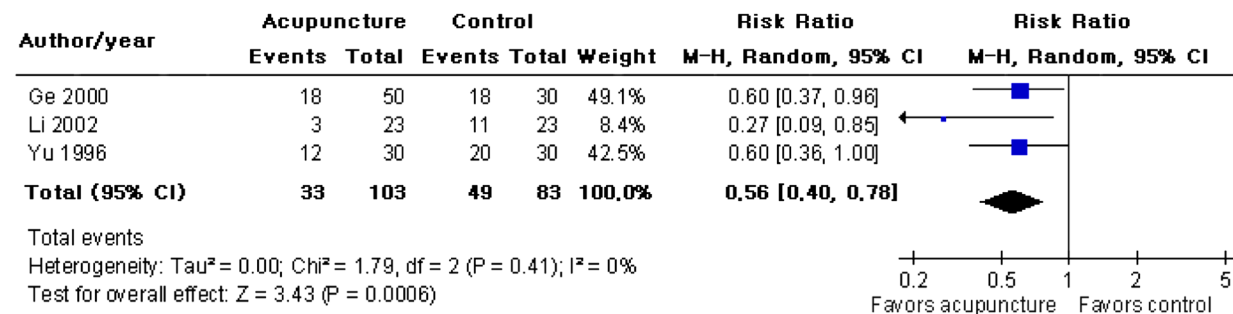 Acupuncture Control Risk Ratio Risk Ratio
Author/year Events Total Events Total Weight M-H, Random, 95% CI M-H, Random, 95% CI
Ge 2000 18 50 18 30 49.1% 0.60 [0.37, 0.96]
Li 2002 3 23 11 23 8.4% 0.27 [0.09, 0.85]
Yu 1996 12 30 20 30 42.5% 0.60 [0.36, 1.00]
Total (95% CI) 33 103 49 83 100.0% 0.56 [0.40, 0.78]
Total events
Heterogeneity: Tau² = 0.00; Chi² = 1.79, df = 2 (P = 0.41); I² = 0%
Test for overall effect: Z = 3.43 (P = 0.0006)
0.2 0.5 1 2 5
Favors acupuncture Favors control